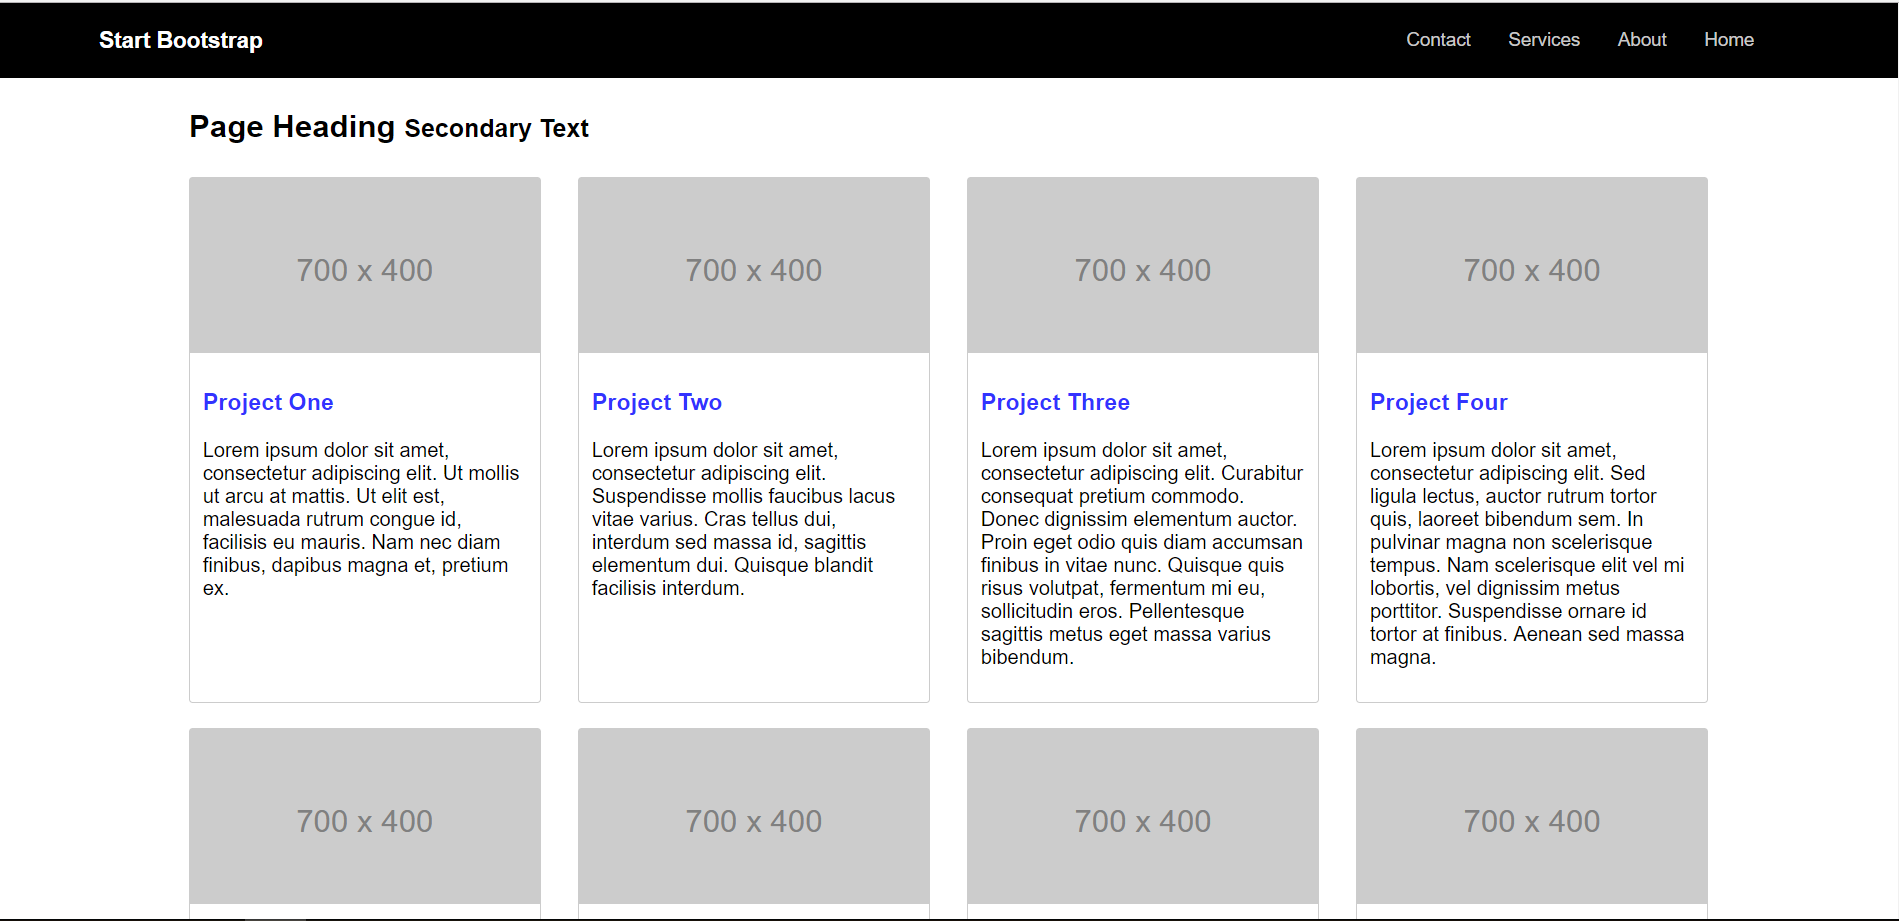 Start Bootstrap
Contact Services About Home
Page Heading Secondary Text
700 x 400
700 x 400
700 x 400
700 x 400
Project One
Lorem ipsum dolor sit amet,
consectetur adipiscing elit. Ut mollis
ut arcu at mattis. Ut elit est,
malesuada rutrum congue id,
facilisis eu mauris. Nam nec diam
finibus, dapibus magna et, pretium
ex.
Project Two
Lorem ipsum dolor sit amet,
consectetur adipiscing elit.
Suspendisse mollis faucibus lacus
vitae varius. Cras tellus dui,
interdum sed massa id, sagittis
elementum dui. Quisque blandit
facilisis interdum.
Project Three
Lorem ipsum dolor sit amet,
consectetur adipiscing elit. Curabitur
consequat pretium commodo.
Donec dignissim elementum auctor.
Proin eget odio quis diam accumsan
finibus in vitae nunc. Quisque quis
risus volutpat, fermentum mi eu,
sollicitudin eros. Pellentesque
sagittis metus eget massa varius
bibendum.
Project Four
Lorem ipsum dolor sit amet,
consectetur adipiscing elit. Sed
ligula lectus, auctor rutrum tortor
quis, laoreet bibendum sem. In
pulvinar magna non scelerisque
tempus. Nam scelerisque elit vel mi
lobortis, vel dignissim metus
porttitor. Suspendisse ornare id
tortor at finibus. Aenean sed massa
magna.
700 x 400
700 x 400
700 x 400
700 x 400